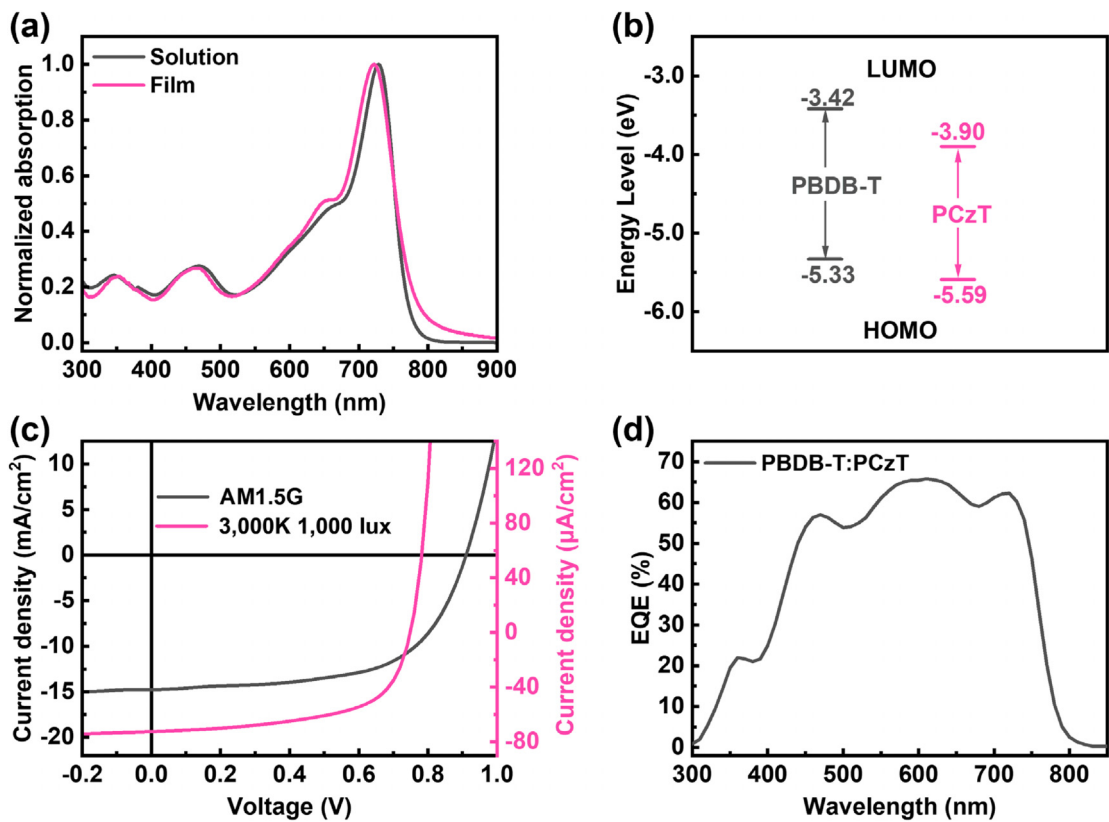 (a)
Solution
Film
Normalized absorption
1.0
0.8
0.6
0.4
0.2
0.0
300 400 500 600 700 800 900
Wavelength (nm)
(b)
LUMO
Energy Level (eV)
-3.0
-4.0
-5.0
-6.0
-3.42
-3.90
PBDB-T
PCzT
-5.33
-5.59
HOMO
(c)
AM1.5G
3,000K 1,000 lux
Current density (mA/cm²)
10
5
0
-5
-10
-15
-20
Current density (µA/cm²)
120
80
40
0
-40
-80
-0.2 0.0 0.2 0.4 0.6 0.8 1.0
Voltage (V)
(d)
PBDB-T:PCzT
EQE (%)
70
60
50
40
30
20
10
0
300 400 500 600 700 800
Wavelength (nm)